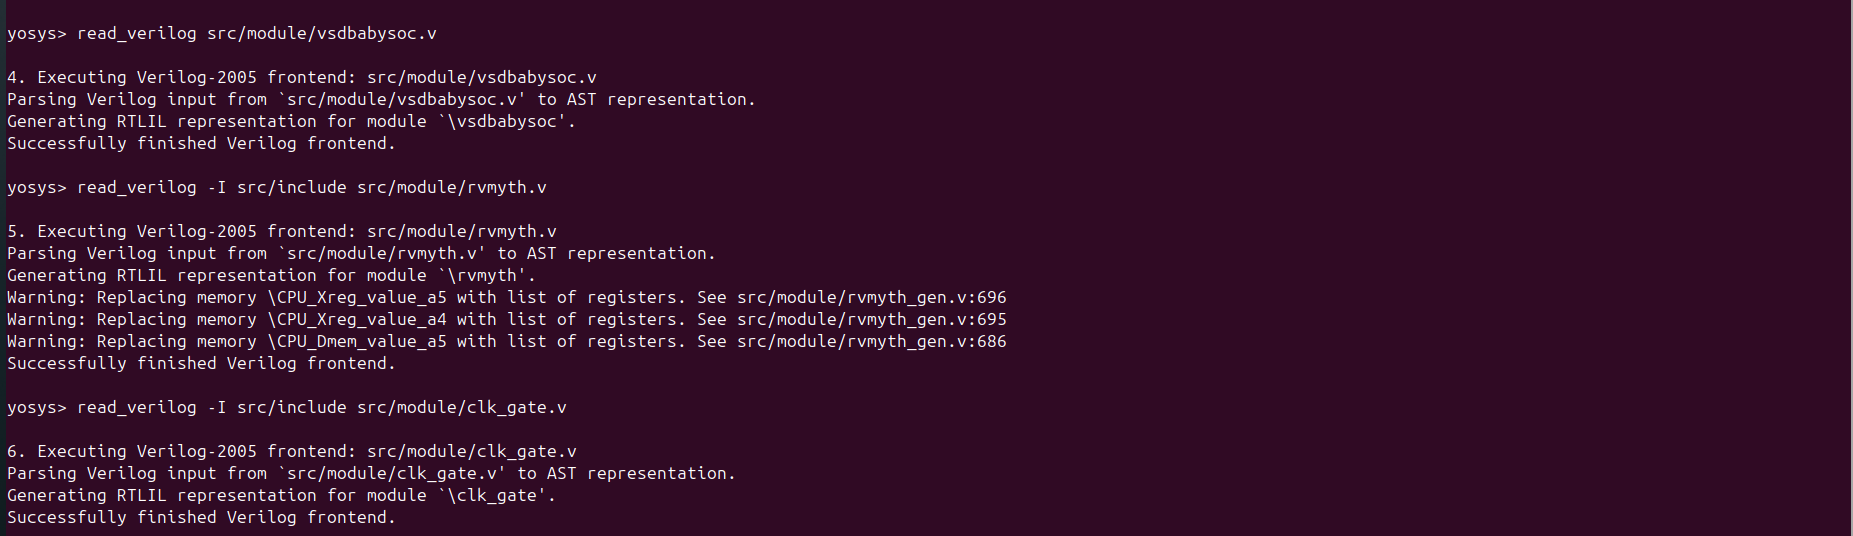 yosys> read_verilog src/module/vsdbabysoc.v
4. Executing Verilog-2005 frontend: src/module/vsdbabysoc.v
Parsing Verilog input from `src/module/vsdbabysoc.v' to AST representation.
Generating RTLIL representation for module `\vsdbabysoc'.
Successfully finished Verilog frontend.
yosys> read_verilog -I src/include src/module/rvmyth.v
5. Executing Verilog-2005 frontend: src/module/rvmyth.v
Parsing Verilog input from `src/module/rvmyth.v' to AST representation.
Generating RTLIL representation for module `\rvmyth'.
Warning: Replacing memory \CPU_Xreg_value_a5 with list of registers. See src/module/rvmyth_gen.v:696
Warning: Replacing memory \CPU_Xreg_value_a4 with list of registers. See src/module/rvmyth_gen.v:695
Warning: Replacing memory \CPU_Dmem_value_a5 with list of registers. See src/module/rvmyth_gen.v:686
Successfully finished Verilog frontend.
yosys> read_verilog -I src/include src/module/clk_gate.v
6. Executing Verilog-2005 frontend: src/module/clk_gate.v
Parsing Verilog input from `src/module/clk_gate.v' to AST representation.
Generating RTLIL representation for module `\clk_gate'.
Successfully finished Verilog frontend.